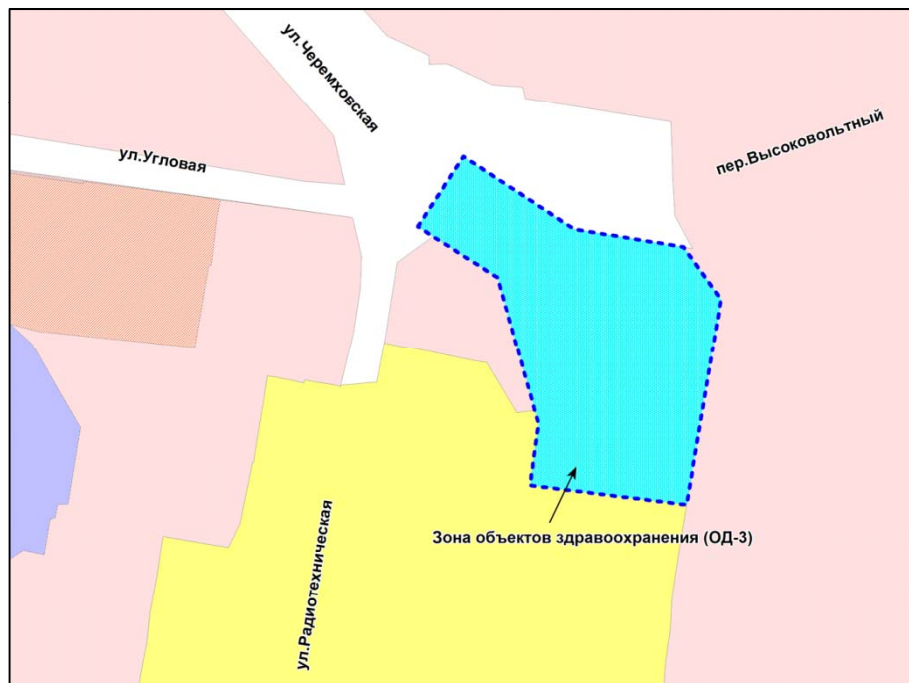 ул.Черемховская
ул.Угловая
пер.Высоковольтный
Зона объектов здравоохранения (ОД-3)
ул.Радиотехническая